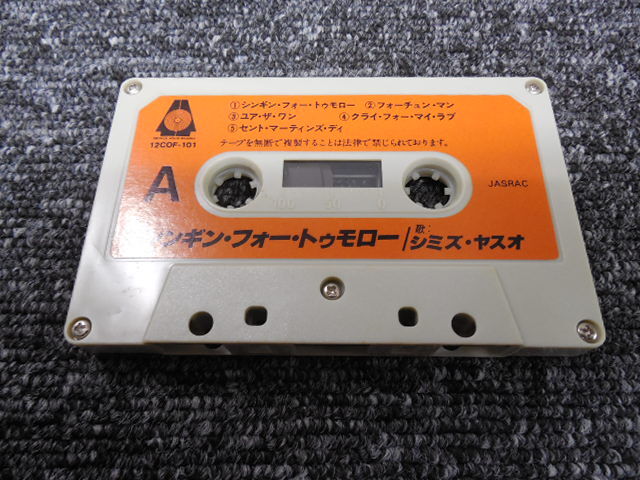 ①シンギン・フォー・トゥモロー ②フォーチュン・マン
③ユア・ザ・ワン ④クライ・フォー・マイ・ラブ
⑤セント・マーティンズ・デイ
テープを無断で複製することは法律で禁じられております。
12COF-101
A
JASRAC
100 50 0
ンギン・フォー・トゥモロー/歌:シミズ・ヤスオ